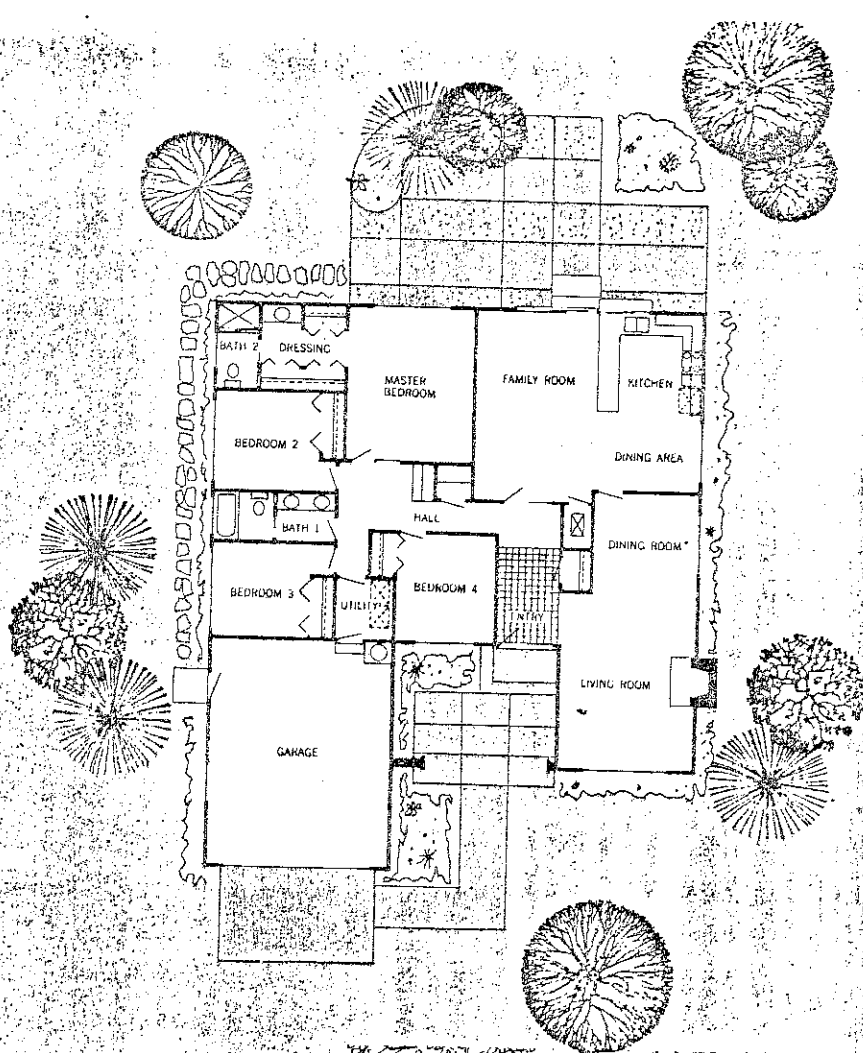 BATH 2
DRESSING
MASTER
BEDROOM
FAMILY ROOM
KITCHEN
BEDROOM 2
DINING AREA
BATH 1
HALL
DINING ROOM
BEDROOM 3
UTILITY
BEDROOM 4
ENTRY
LIVING ROOM
GARAGE